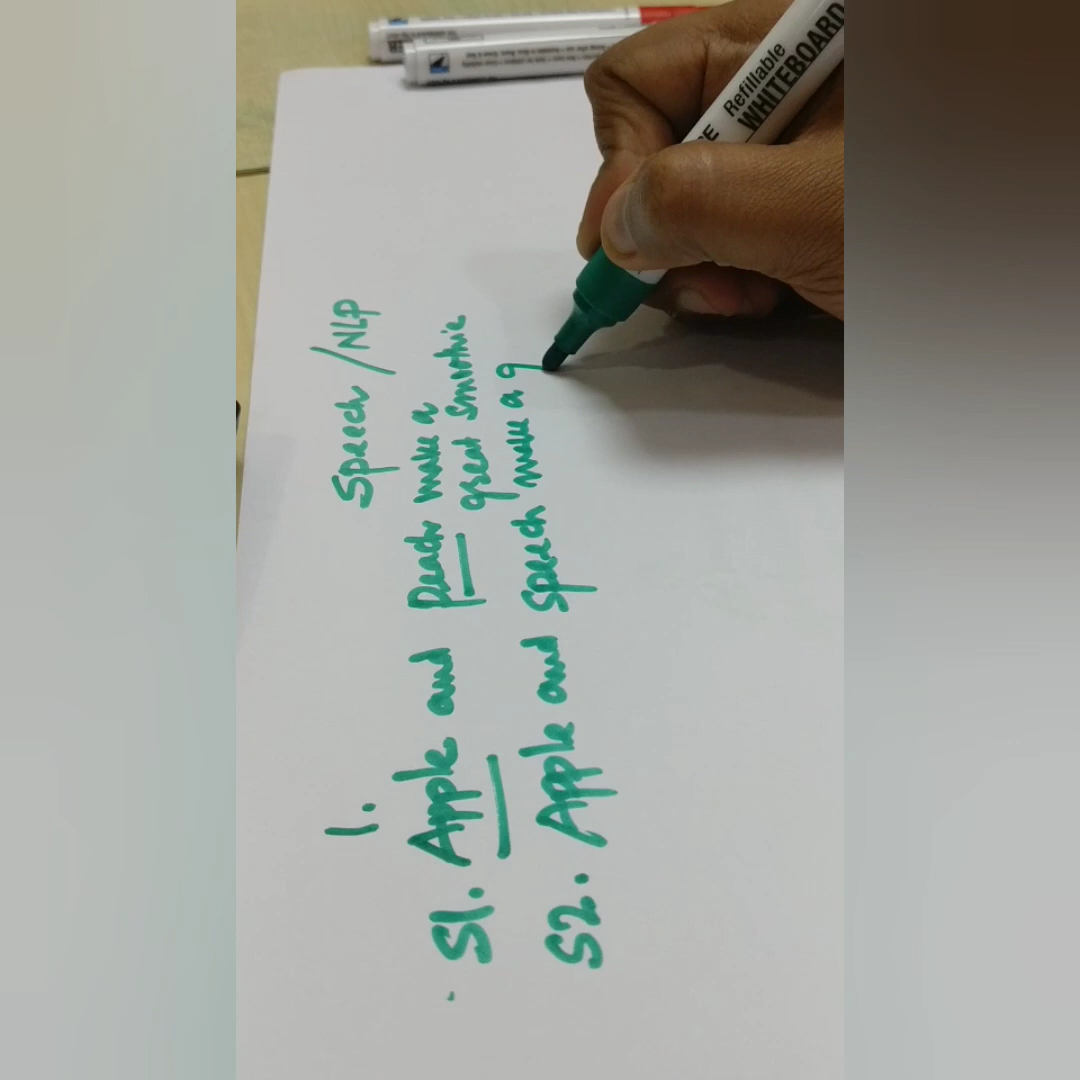 1. Speech / NLP
S1. Apple and peach make a
great smoothie
S2. Apple and speech make a g
Refillable
WHITEBOARD